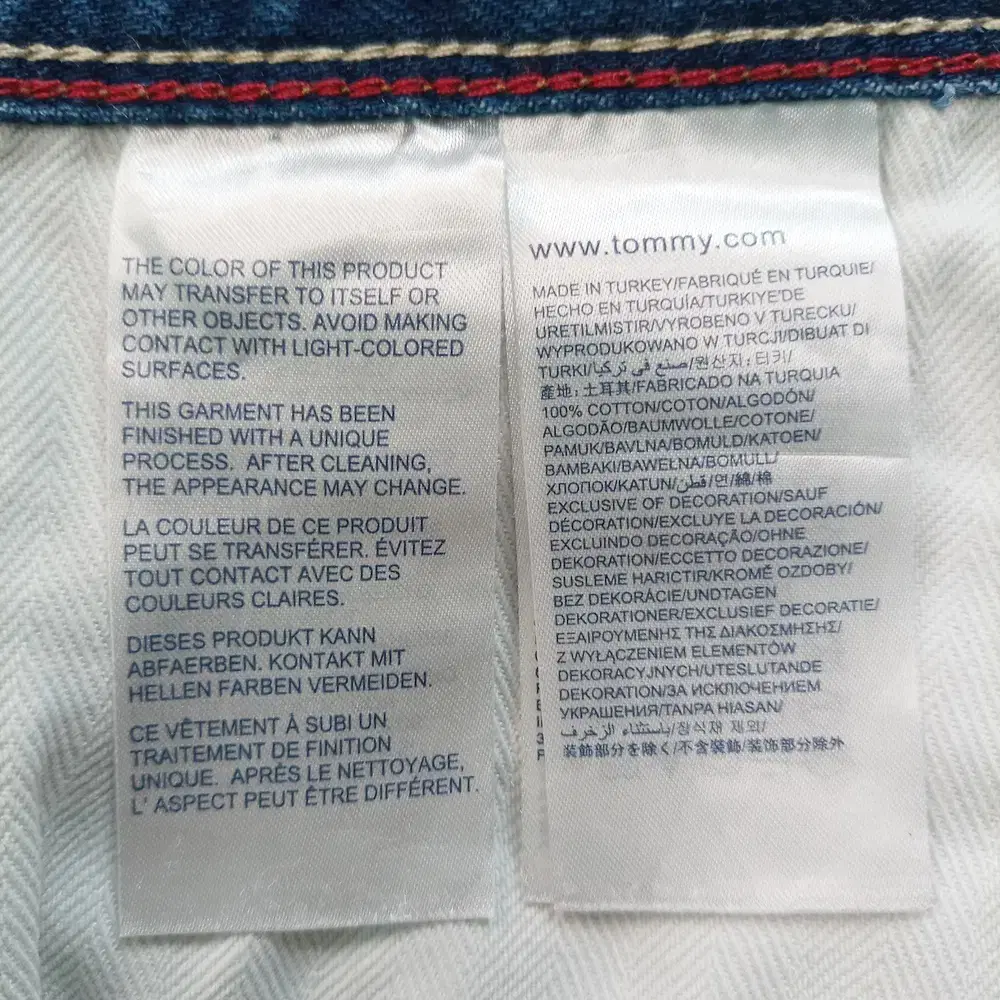 THE COLOR OF THIS PRODUCT
MAY TRANSFER TO ITSELF OR
OTHER OBJECTS. AVOID MAKING
CONTACT WITH LIGHT-COLORED
SURFACES.
THIS GARMENT HAS BEEN
FINISHED WITH A UNIQUE
PROCESS. AFTER CLEANING,
THE APPEARANCE MAY CHANGE.
LA COULEUR DE CE PRODUIT
PEUT SE TRANSFÉRER. ÉVITEZ
TOUT CONTACT AVEC DES
COULEURS CLAIRES.
DIESES PRODUKT KANN
ABFAERBEN. KONTAKT MIT
HELLEN FARBEN VERMEIDEN.
CE VÊTEMENT À SUBI UN
TRAITEMENT DE FINITION
UNIQUE. APRÉS LE NETTOYAGE,
L' ASPECT PEUT ÊTRE DIFFÉRENT.
www.tommy.com
MADE IN TURKEY/FABRIQUÉ EN TURQUIE/
HECHO EN TURQUÍA/TURKIYE'DE
URETILMISTIR/VYROBENO V TURECKU/
WYPRODUKOWANO W TURCJI/DIBUAT DI
TURKI/صنع في تركيا/원산지: 터키/
產地: 土耳其/FABRICADO NA TURQUIA
100% COTTON/COTON/ALGODÓN/
ALGODÃO/BAUMWOLLE/COTONE/
PAMUK/BAVLNA/BOMULD/KATOEN/
BAMBAKI/BAWEŁNA/BOMULL/
ХЛОПОК/KATUN/قطن/면/綿/棉
EXCLUSIVE OF DECORATION/SAUF
DÉCORATION/EXCLUYE LA DECORACIÓN/
EXCLUINDO DECORAÇÃO/OHNE
DEKORATION/ECCETTO DECORAZIONE/
SUSLEME HARICTIR/KROMĚ OZDOBY/
BEZ DEKORÁCIE/UNDTAGEN
DEKORATIONER/EXCLUSIEF DECORATIE/
ΕΞΑΙΡΟΥΜΕΝΗΣ ΤΗΣ ΔΙΑΚΟΣΜΗΣΗΣ/
Z WYŁĄCZENIEM ELEMENTÓW
DEKORACYJNYCH/UTESLUTANDE
DEKORATION/ЗА ИСКЛЮЧЕНИЕМ
УКРАШЕНИЯ/TANPA HIASAN/
باستثناء الزخرف/장식재 제외/
装飾部分を除く/不含裝飾/装饰部分除外